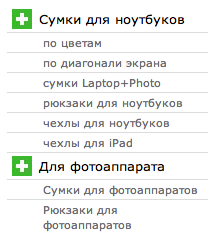 Сумки для ноутбуков
по цветам
по диагонали экрана
сумки Laptop+Photo
рюкзаки для ноутбуков
чехлы для ноутбуков
чехлы для iPad
Для фотоаппарата
Сумки для фотоаппаратов
Рюкзаки для
фотоаппаратов